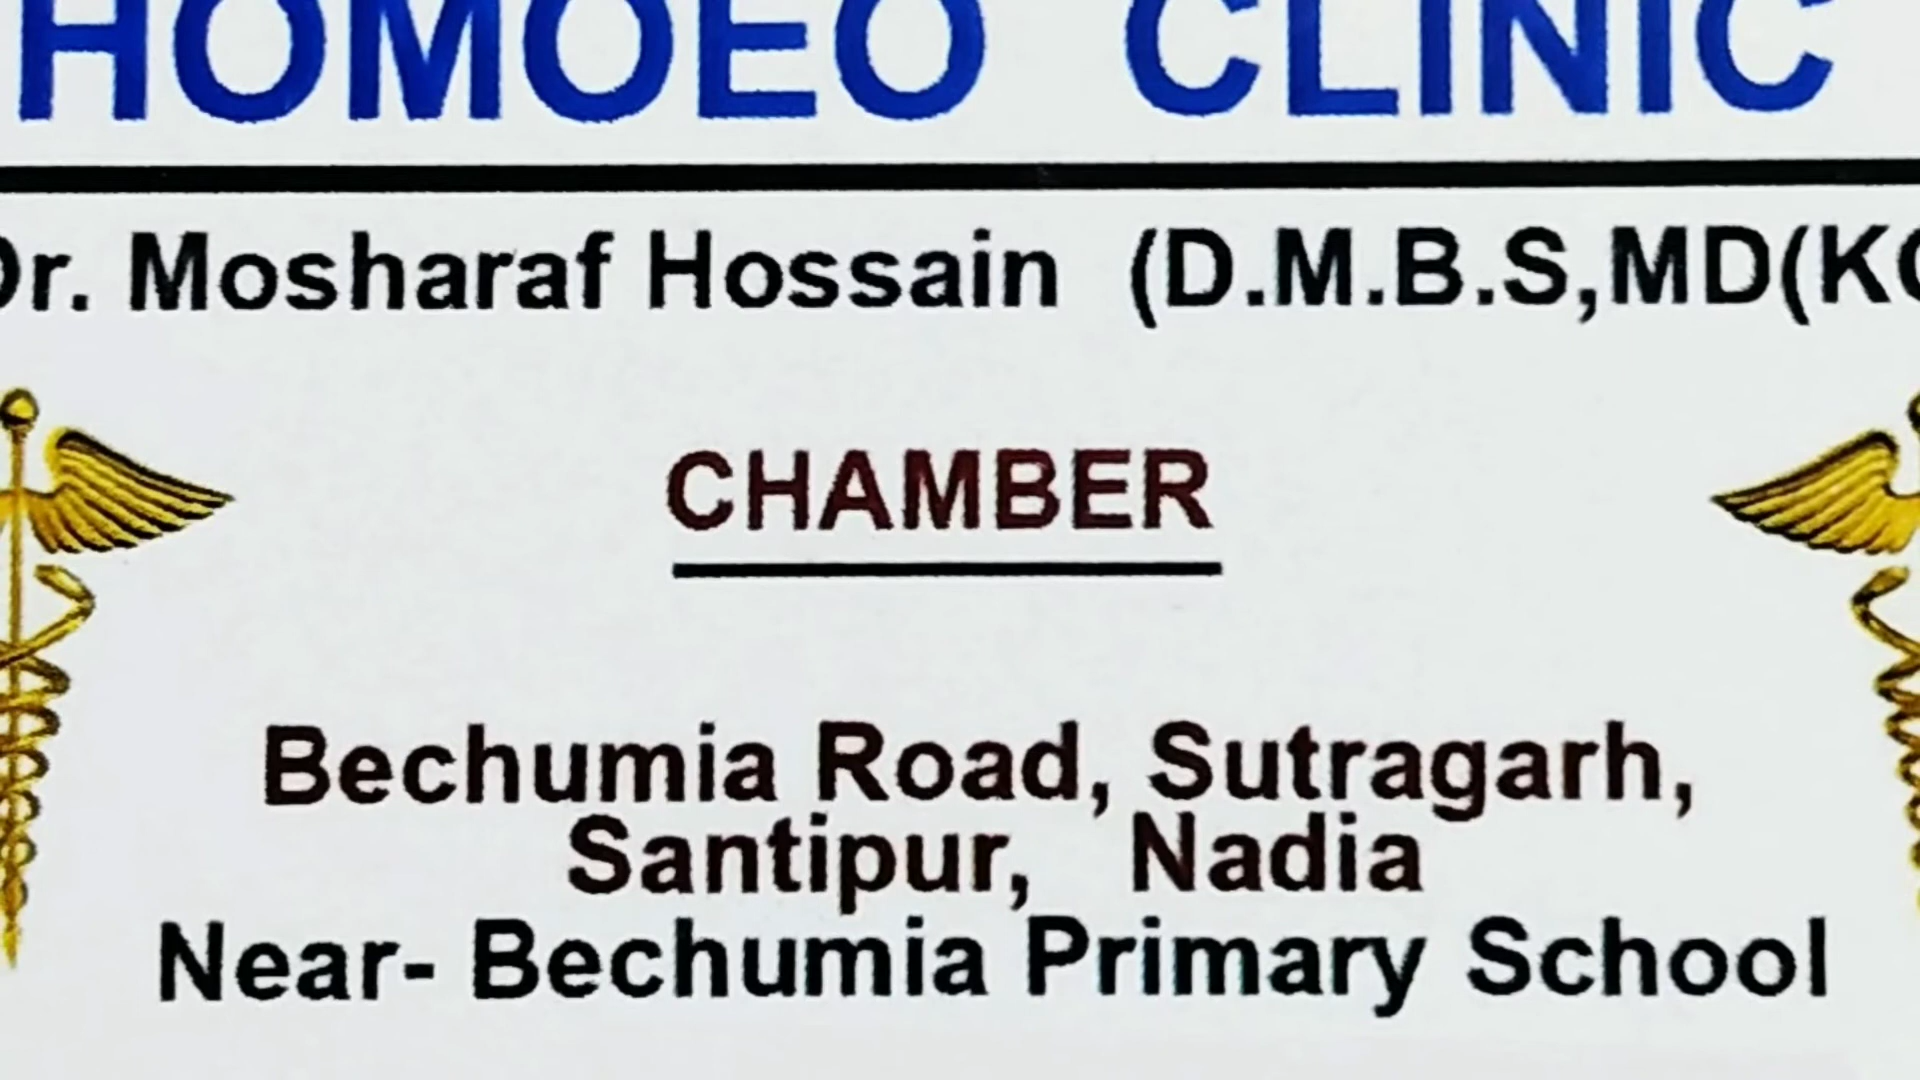 HOMOEO CLINIC
Dr. Mosharaf Hossain (D.M.B.S,MD(K
CHAMBER
Bechumia Road, Sutragarh,
Santipur, Nadia
Near- Bechumia Primary School